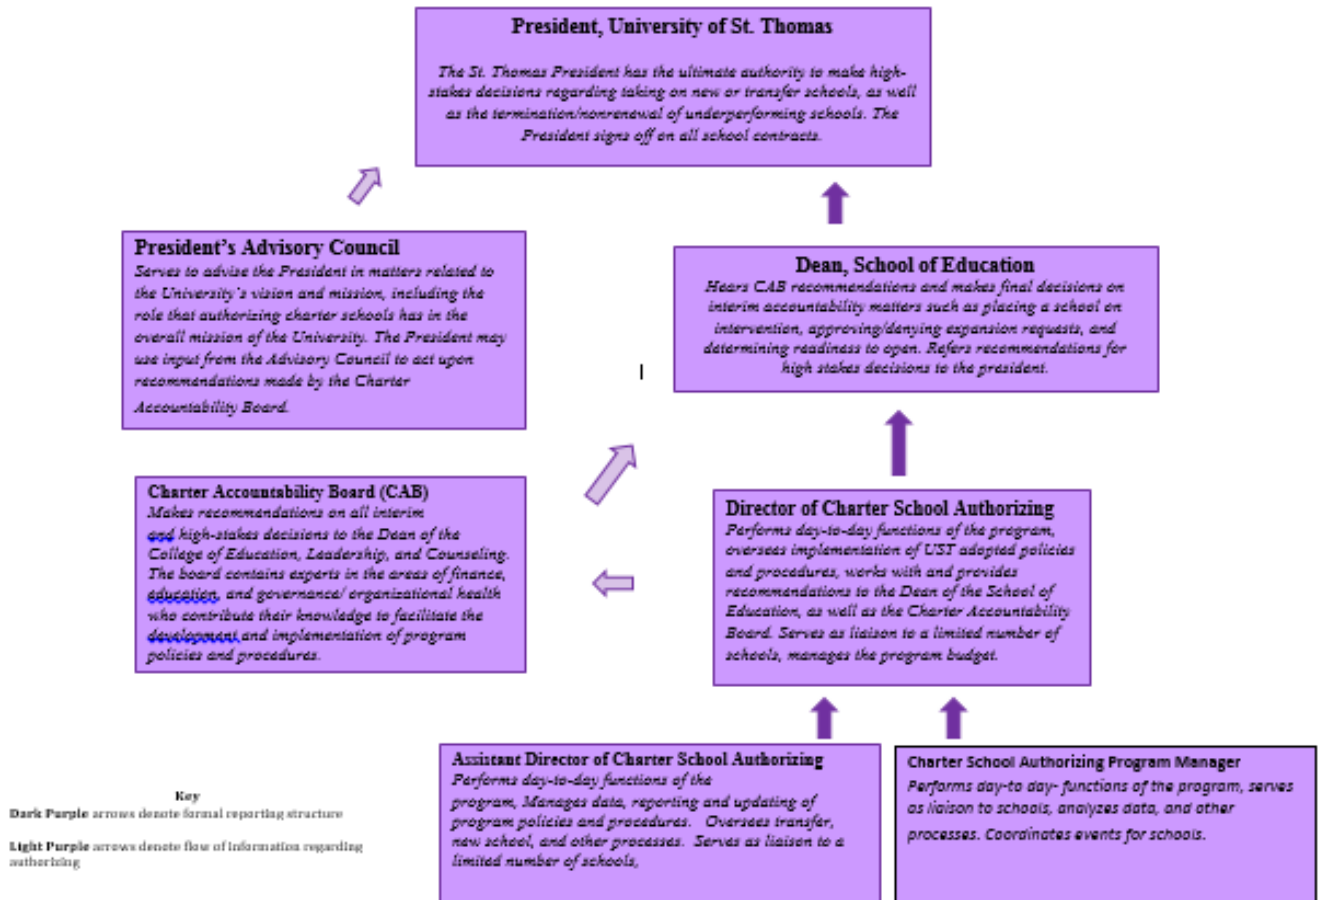 President, University of St. Thomas
The St. Thomas President has the ultimate authority to make high-
stakes decisions regarding taking on new or transfer schools, as well
as the termination/nonrenewal of underperforming schools. The
President signs off on all school contracts.
President's Advisory Council
Serves to advise the President in matters related to
the University's vision and mission, including the
role that authorizing charter schools has in the
overall mission of the University. The President may
use input from the Advisory Council to act upon
recommendations made by the Charter
Accountability Board.
Dean, School of Education
Hears CAB recommendations and makes final decisions on
interim accountability matters such as placing a school on
intervention, approving/denying expansion requests, and
determining readiness to open. Refers recommendations for
high stakes decisions to the president.
Charter Accountability Board (CAB)
Makes recommendations on all interim
and high-stakes decisions to the Dean of the
College of Education, Leadership, and Counseling.
The board contains experts in the areas of finance,
education, and governance/ organizational health
who contribute their knowledge to facilitate the
development and implementation of program
policies and procedures.
Director of Charter School Authorizing
Performs day-to-day functions of the program,
oversees implementation of UST adopted policies
and procedures, works with and provides
recommendations to the Dean of the School of
Education, as well as the Charter Accountability
Board. Serves as liaison to a limited number of
schools, manages the program budget.
Assistant Director of Charter School Authorizing
Performs day-to-day functions of the
program, Manages data, reporting and updating of
program policies and procedures. Oversees transfer,
new school, and other processes. Serves as liaison to a
limited number of schools,
Charter School Authorizing Program Manager
Performs day-to day- functions of the program, serves
as liaison to schools, analyzes data, and other
processes. Coordinates events for schools.
Key
Dark Purple arrows denote formal reporting structure
Light Purple arrows denote flow of information regarding
authorizing